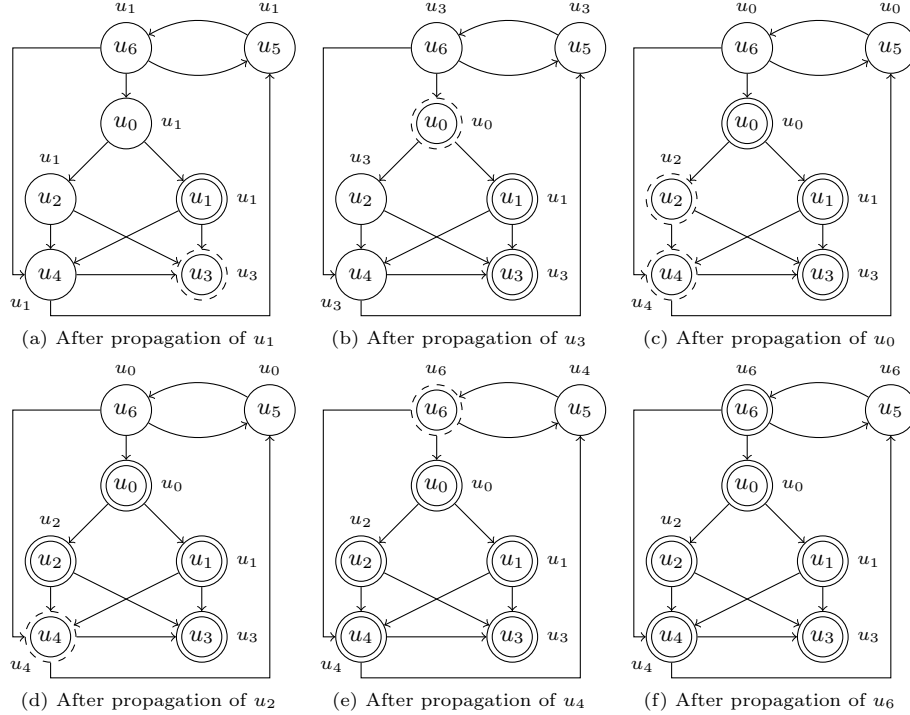 u1 u1 u3 u3 u0 u0
u6 u5 u6 u5 u6 u5
u0 u1 u0 u0 u0 u0
u1 u3 u2
u2 u1 u1 u2 u1 u1 u2 u1 u1
u4 u3 u3 u4 u3 u3 u4 u3 u3
u1 u3 u4
(a) After propagation of u1 (b) After propagation of u3 (c) After propagation of u0
u0 u0 u6 u4 u6 u6
u6 u5 u6 u5 u6 u5
u0 u0 u0 u0 u0 u0
u2 u2 u2
u2 u1 u1 u2 u1 u1 u2 u1 u1
u4 u3 u3 u4 u3 u3 u4 u3 u3
u4 u4 u4
(d) After propagation of u2 (e) After propagation of u4 (f) After propagation of u6